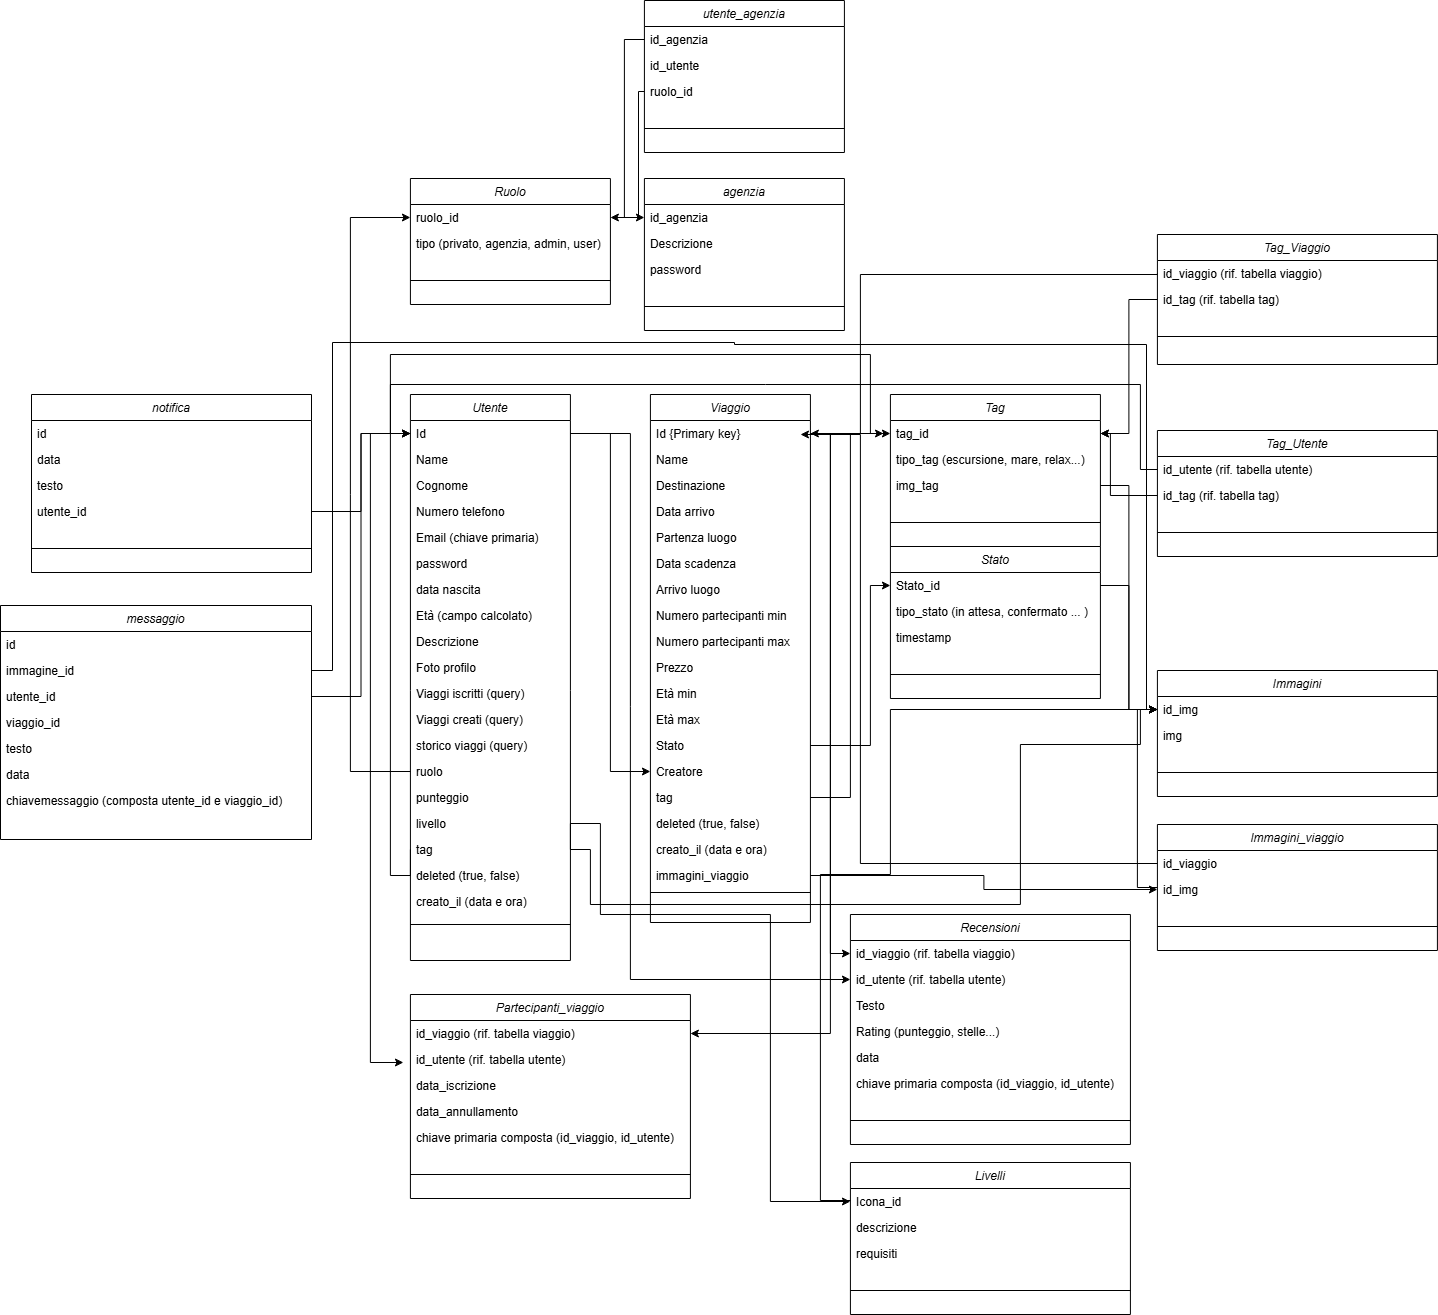 utente_agenzia
id_agenzia
id_utente
ruolo_id
Ruolo
ruolo_id
tipo (privato, agenzia, admin, user)
agenzia
id_agenzia
Descrizione
password
Tag_Viaggio
id_viaggio (rif. tabella viaggio)
id_tag (rif. tabella tag)
notifica
id
data
testo
utente_id
Utente
Id
Name
Cognome
Numero telefono
Email (chiave primaria)
password
data nascita
Età (campo calcolato)
Descrizione
Foto profilo
Viaggi iscritti (query)
Viaggi creati (query)
storico viaggi (query)
ruolo
punteggio
livello
tag
deleted (true, false)
creato_il (data e ora)
Viaggio
Id {Primary key}
Name
Destinazione
Data arrivo
Partenza luogo
Data scadenza
Arrivo luogo
Numero partecipanti min
Numero partecipanti max
Prezzo
Età min
Età max
Stato
Creatore
tag
deleted (true, false)
creato_il (data e ora)
immagini_viaggio
Tag
tag_id
tipo_tag (escursione, mare, relax...)
img_tag
Stato
Stato_id
tipo_stato (in attesa, confermato ... )
timestamp
Tag_Utente
id_utente (rif. tabella utente)
id_tag (rif. tabella tag)
messaggio
id
immagine_id
utente_id
viaggio_id
testo
data
chiavemessaggio (composta utente_id e viaggio_id)
Immagini
id_img
img
Immagini_viaggio
id_viaggio
id_img
Recensioni
id_viaggio (rif. tabella viaggio)
id_utente (rif. tabella utente)
Testo
Rating (punteggio, stelle...)
data
chiave primaria composta (id_viaggio, id_utente)
Partecipanti_viaggio
id_viaggio (rif. tabella viaggio)
id_utente (rif. tabella utente)
data_iscrizione
data_annullamento
chiave primaria composta (id_viaggio, id_utente)
Livelli
Icona_id
descrizione
requisiti